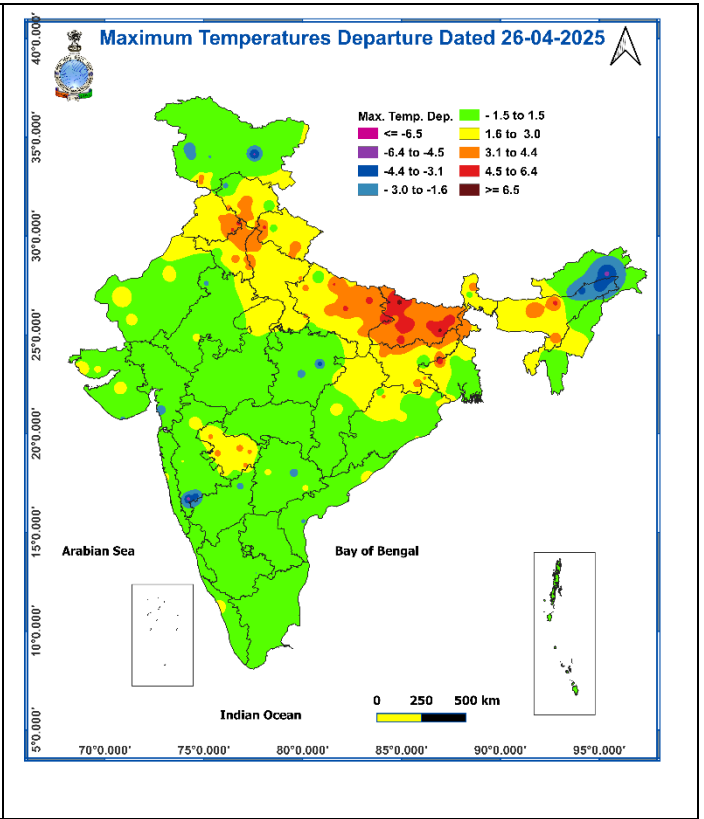 Maximum Temperatures Departure Dated 26-04-2025
Max. Temp. Dep.
<= -6.5
-6.4 to -4.5
-4.4 to -3.1
- 3.0 to -1.6
- 1.5 to 1.5
1.6 to 3.0
3.1 to 4.4
4.5 to 6.4
>= 6.5
40°0.000'
35°0.000'
30°0.000'
25°0.000'
20°0.000'
15°0.000'
10°0.000'
5°0.000'
Arabian Sea
Bay of Bengal
Indian Ocean
0 250 500 km
70°0.000' 75°0.000' 80°0.000' 85°0.000' 90°0.000' 95°0.000'